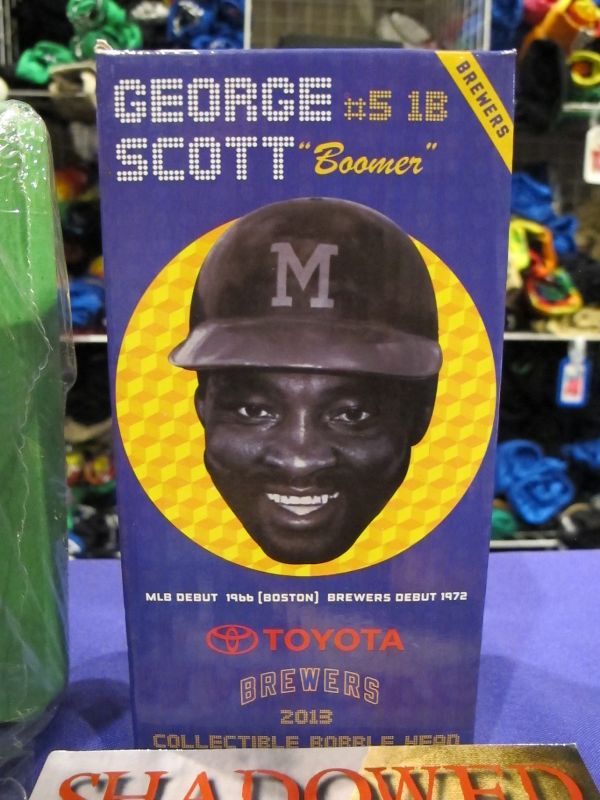 GEORGE #5 1B
SCOTT "Boomer"
BREWERS
M
MLB DEBUT 1966 [BOSTON] BREWERS DEBUT 1972
TOYOTA
BREWERS
2013
COLLECTIBLE BOBBLE HEAD
SHADOWED